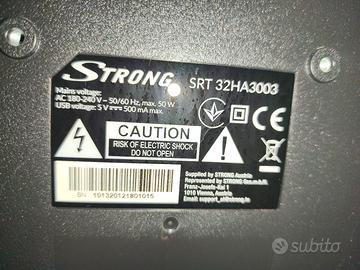 STRONG
SRT 32HA3003
Mains voltage:
AC 180-240 V~ 50/60 Hz, max. 50 W
USB voltage: 5 V⎓ 500 mA max.
CAUTION
RISK OF ELECTRIC SHOCK
DO NOT OPEN
CE
Supplied by STRONG Austria
Represented by STRONG Ges.m.b.H.
Franz-Josefs-Kai 1
1010 Vienna, Austria
Email: support_at@strong.tv
SN 101320121801015
subito